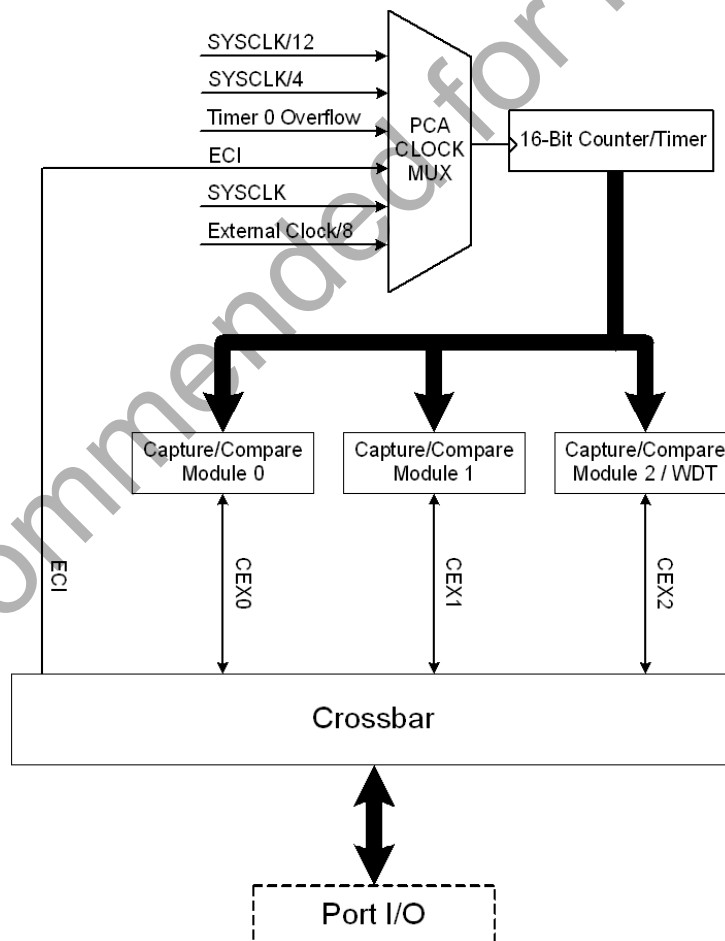 SYSCLK/12
SYSCLK/4
Timer 0 Overflow
ECI
SYSCLK
External Clock/8
PCA
CLOCK
MUX
16-Bit Counter/Timer
Capture/Compare
Module 0
Capture/Compare
Module 1
Capture/Compare
Module 2 / WDT
ECI
CEX0
CEX1
CEX2
Crossbar
Port I/O